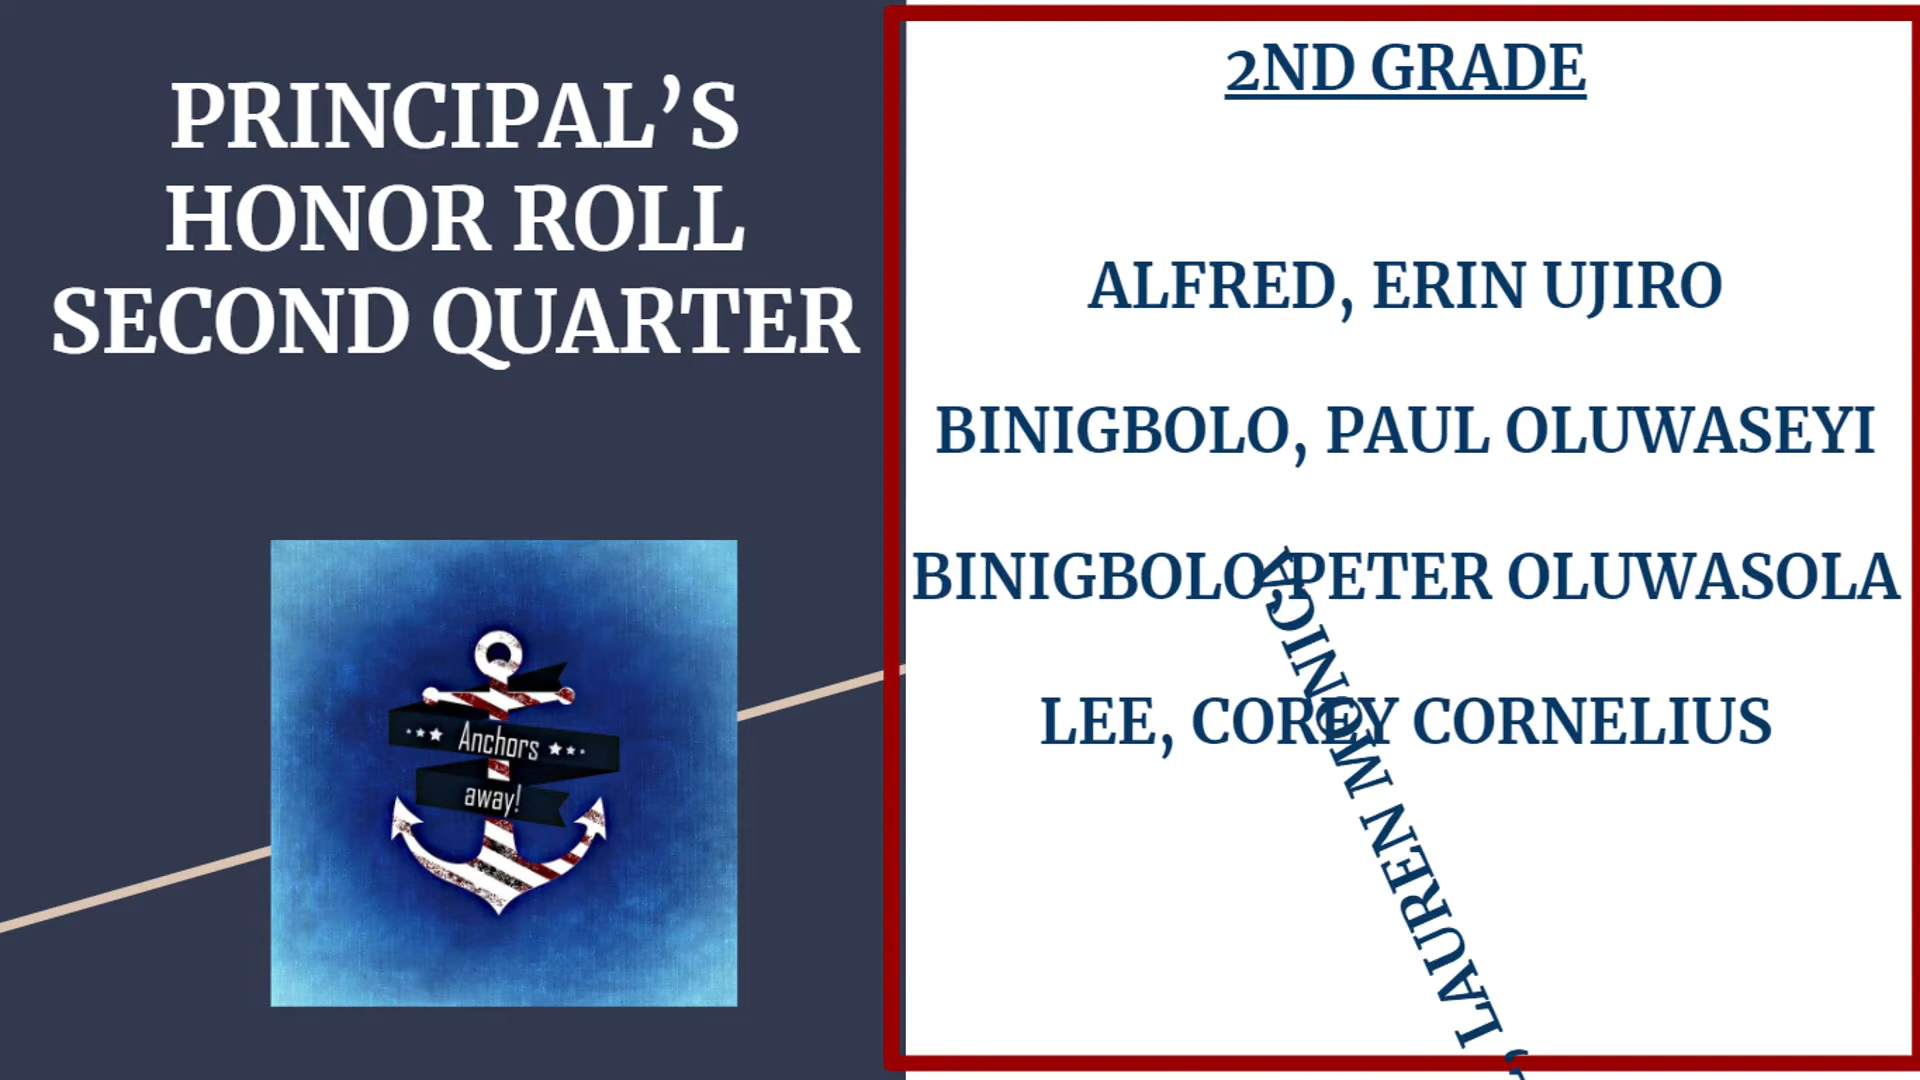 PRINCIPAL’S
HONOR ROLL
SECOND QUARTER
Anchors
away!
2ND GRADE
ALFRED, ERIN UJIRO
BINIGBOLO, PAUL OLUWASEYI
BINIGBOLO, PETER OLUWASOLA
LEE, COREY CORNELIUS
, LAUREN MONICA